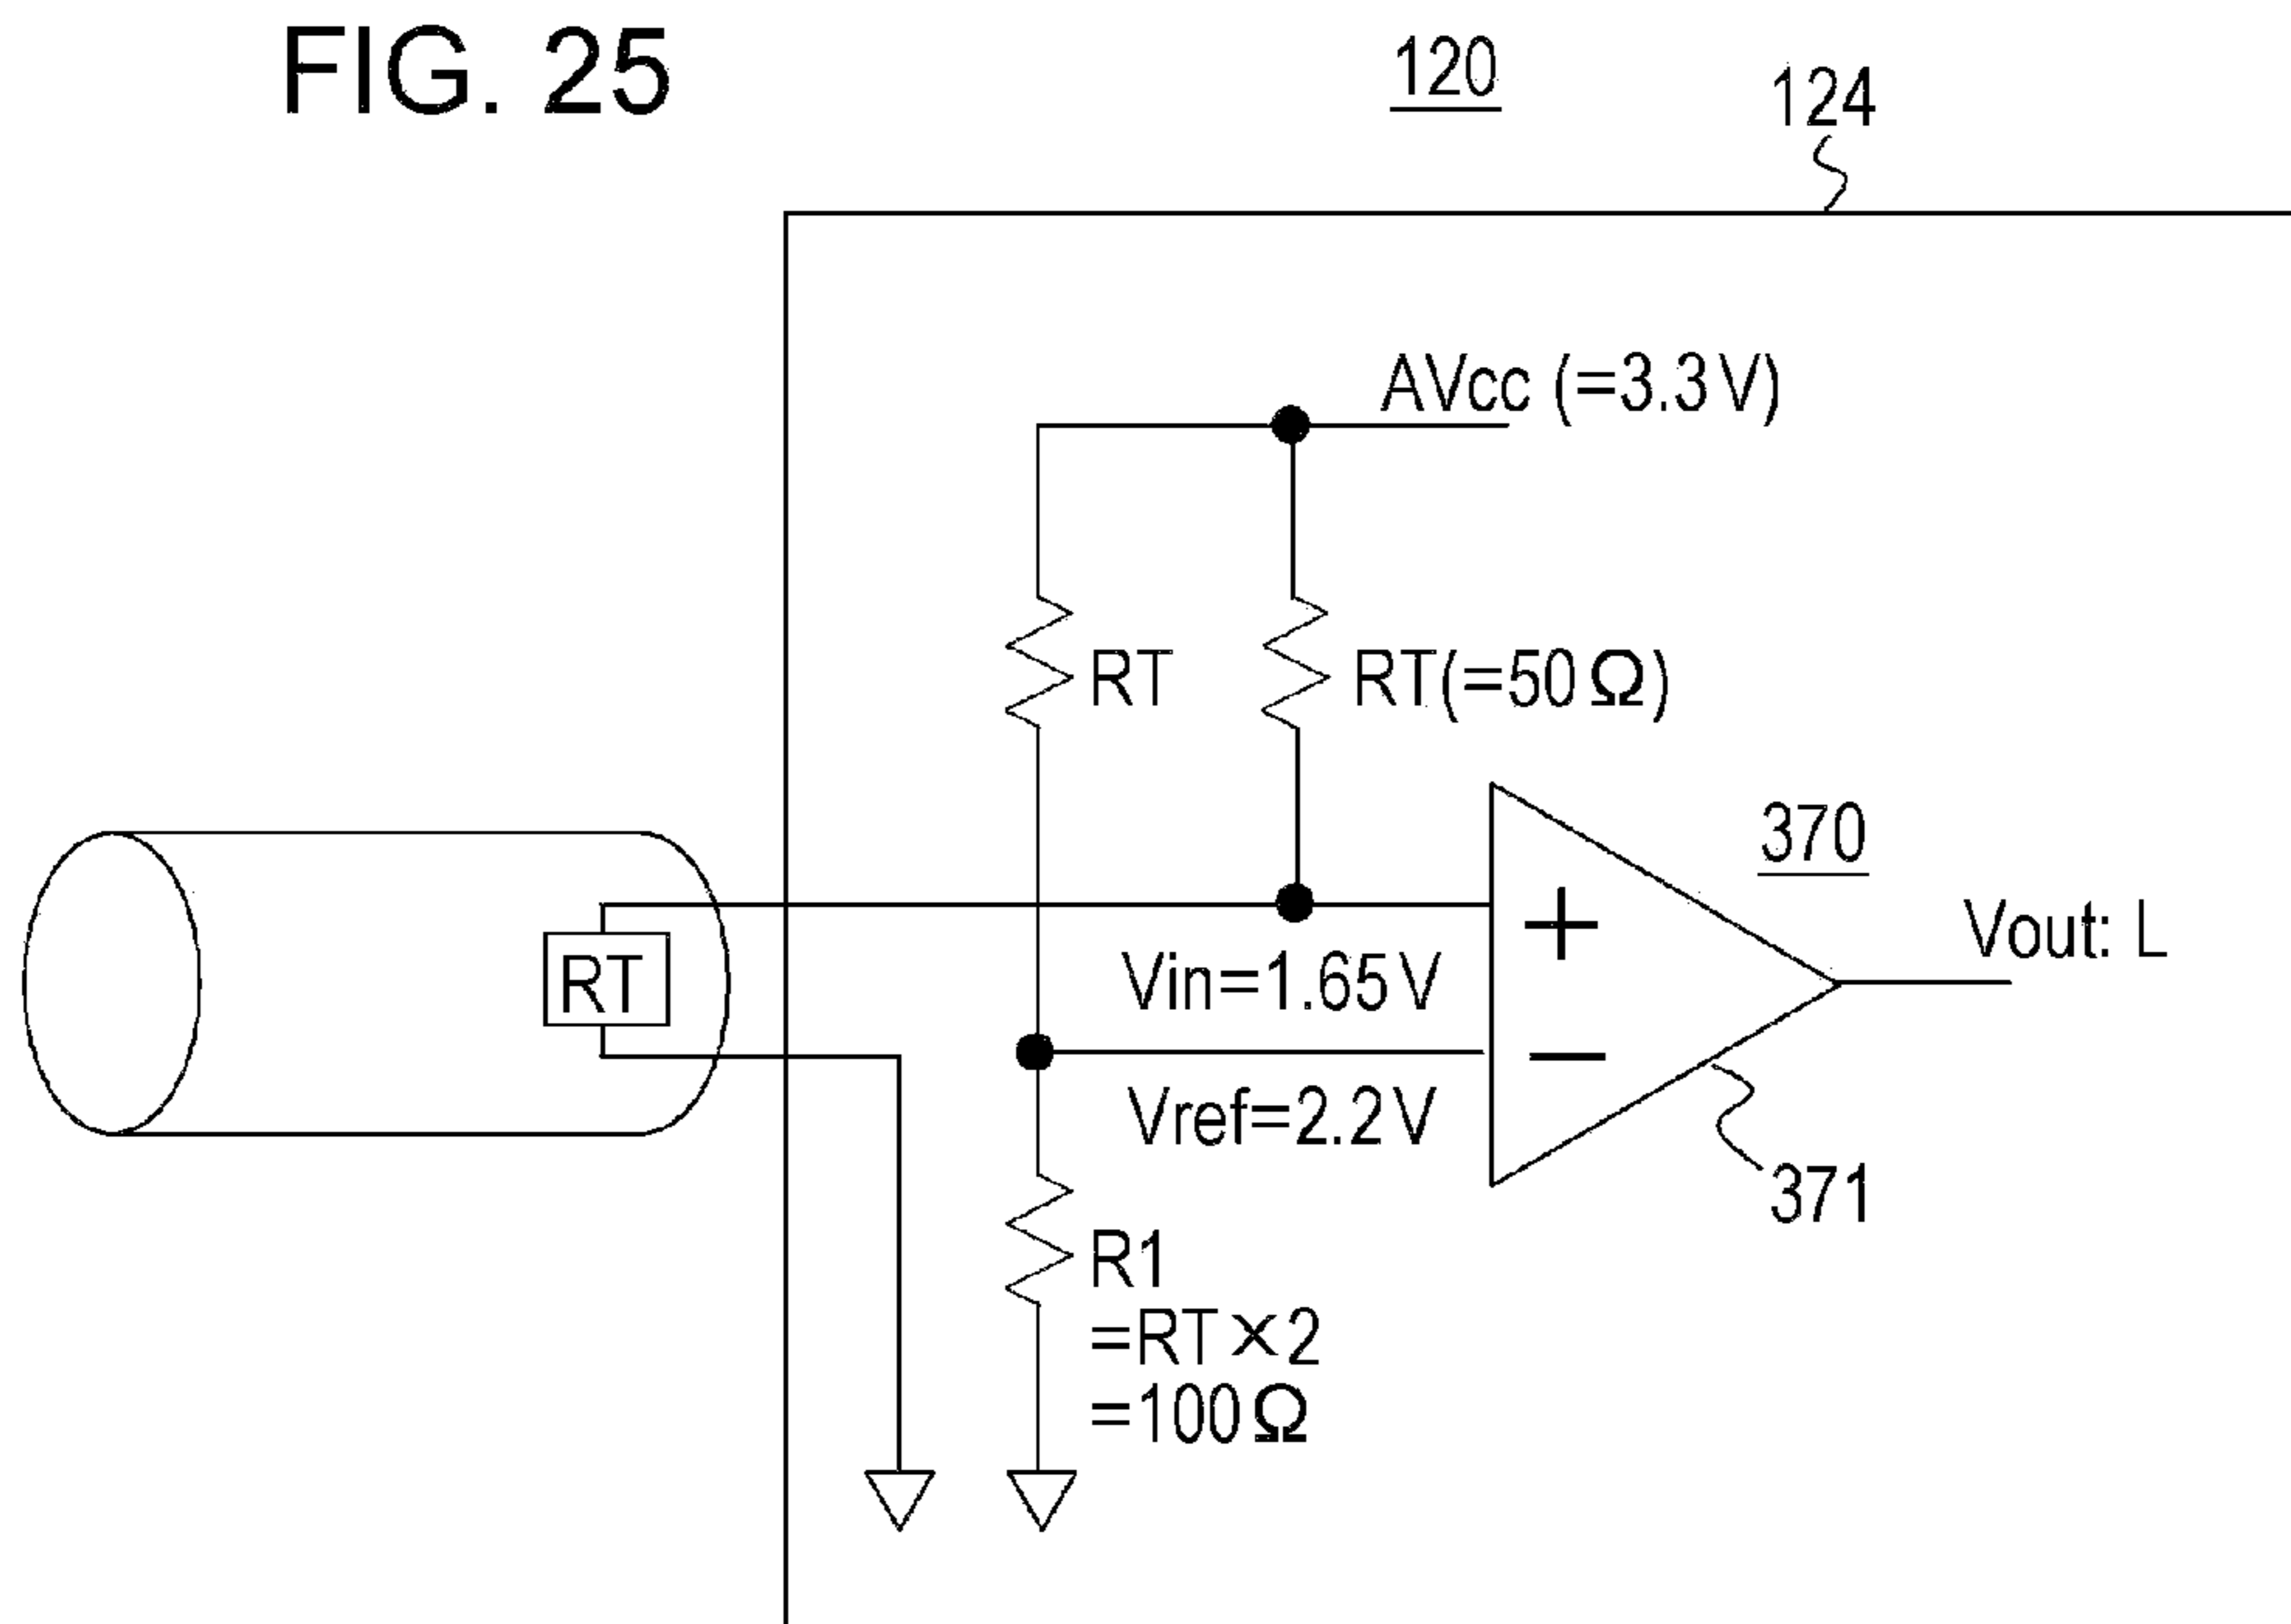 FIG. 25
120
124
AVcc (=3.3V)
RT
RT(=50Ω)
370
+
Vout: L
RT
Vin=1.65V
−
Vref=2.2V
371
R1
=RT×2
=100Ω